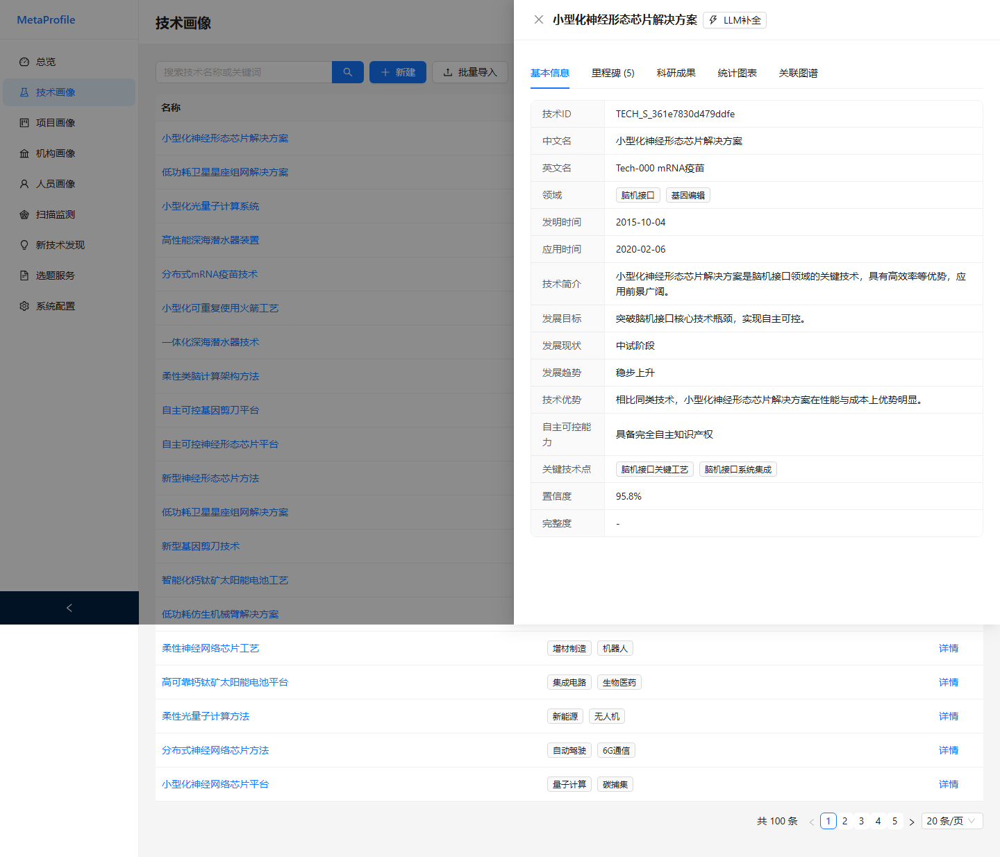 MetaProfile
总览
技术画像
项目画像
机构画像
人员画像
扫描监测
新技术发现
选题服务
系统配置
技术画像
搜索技术名称或关键词
新建
批量导入
名称
小型化神经形态芯片解决方案
低功耗卫星星座组网解决方案
小型化光量子计算系统
高性能深海潜水器装置
分布式mRNA疫苗技术
小型化可重复使用火箭工艺
一体化深海潜水器技术
柔性类脑计算架构方法
自主可控基因剪刀平台
自主可控神经形态芯片平台
新型神经形态芯片方法
低功耗卫星星座组网解决方案
新型基因剪刀技术
智能化钙钛矿太阳能电池工艺
低功耗仿生机械臂解决方案
柔性神经网络芯片工艺 增材制造 机器人 详情
高可靠钙钛矿太阳能电池平台 集成电路 生物医药 详情
柔性光量子计算方法 新能源 无人机 详情
分布式神经网络芯片方法 自动驾驶 6G通信 详情
小型化神经网络芯片平台 量子计算 碳捕集 详情
共 100 条 1 2 3 4 5 20 条/页
小型化神经形态芯片解决方案 LLM补全
基本信息 里程碑 (5) 科研成果 统计图表 关联图谱
技术ID TECH_S_361e7830d479ddfe
中文名 小型化神经形态芯片解决方案
英文名 Tech-000 mRNA疫苗
领域 脑机接口 基因编辑
发明时间 2015-10-04
应用时间 2020-02-06
技术简介 小型化神经形态芯片解决方案是脑机接口领域的关键技术，具有高效率等优势，应
用前景广阔。
发展目标 突破脑机接口核心技术瓶颈，实现自主可控。
发展现状 中试阶段
发展趋势 稳步上升
技术优势 相比同类技术，小型化神经形态芯片解决方案在性能与成本上优势明显。
自主可控能
力 具备完全自主知识产权
关键技术点 脑机接口关键工艺 脑机接口系统集成
置信度 95.8%
完整度 -